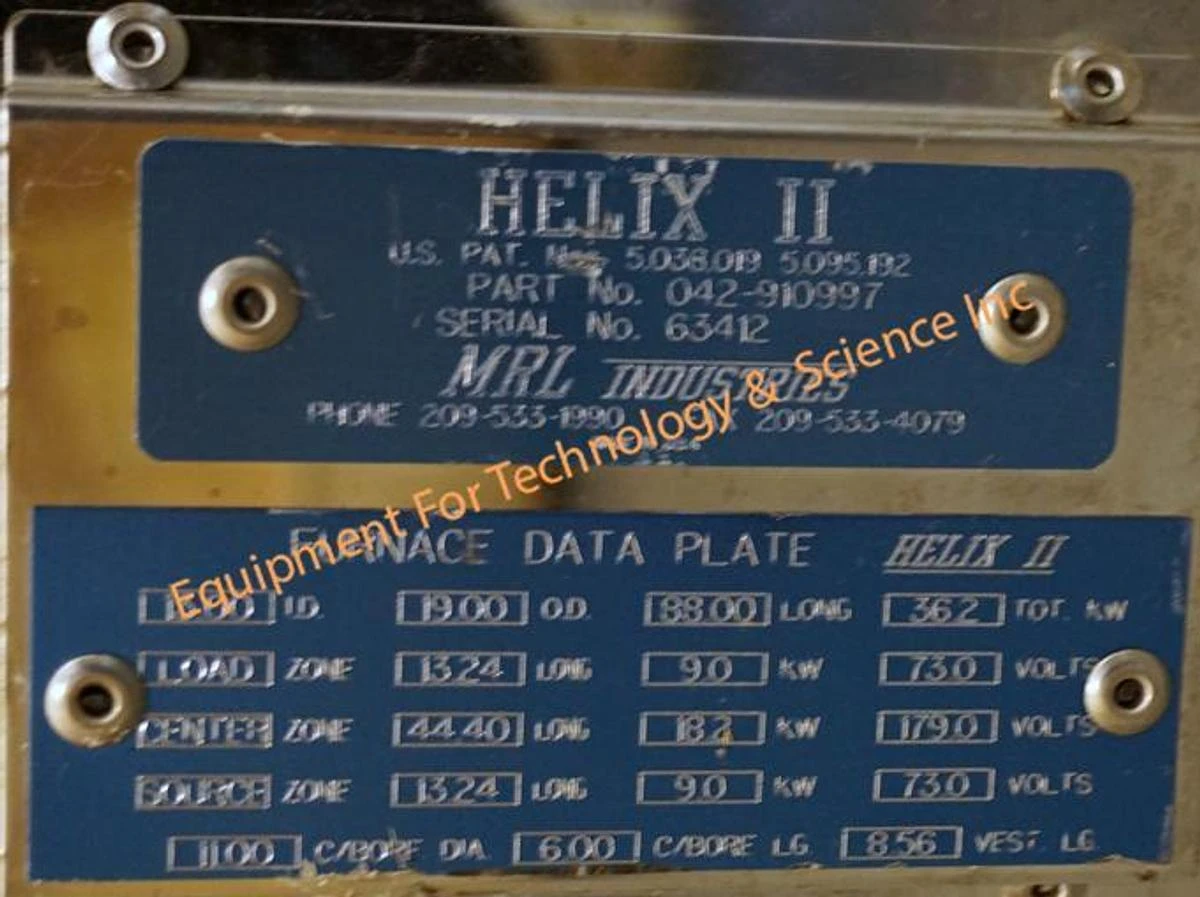 HELIX II
U.S. PAT. Nos. 5.038.019 5.095.192
PART No. 042-910997
SERIAL No. 63412
MRL INDUSTRIES
PHONE 209-533-1990 FAX 209-533-4079
Equipment For Technology & Science Inc
FURNACE DATA PLATE HELIX II
I.D. 19.00 O.D. 88.00 LONG 36.2 TOT. KW
LOAD ZONE 13.24 LONG 9.0 KW 73.0 VOLTS
CENTER ZONE 44.40 LONG 18.2 KW 179.0 VOLTS
SOURCE ZONE 13.24 LONG 9.0 KW 73.0 VOLTS
11.00 C/BORE DIA. 6.00 C/BORE LG. 8.56 VEST. LG.